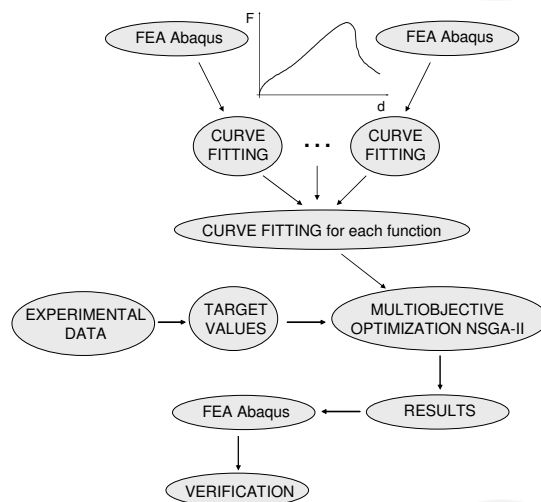 F
FEA Abaqus
FEA Abaqus
d
CURVE
FITTING
...
CURVE
FITTING
CURVE FITTING for each function
EXPERIMENTAL
DATA
TARGET
VALUES
MULTIOBJECTIVE
OPTIMIZATION NSGA-II
FEA Abaqus
RESULTS
VERIFICATION